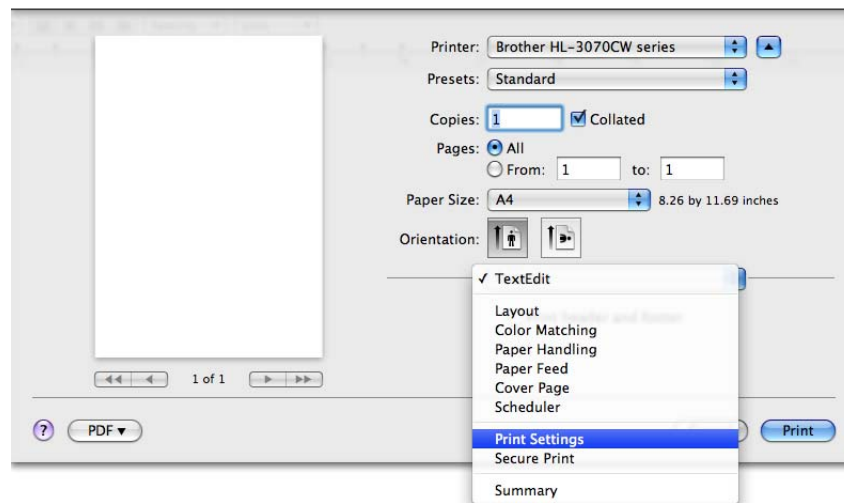 Printer: Brother HL-3070CW series
Presets: Standard
Copies: 1 Collated
Pages: All
From: 1 to: 1
Paper Size: A4 8.26 by 11.69 inches
Orientation:
✓ TextEdit
Layout
Color Matching
Paper Handling
Paper Feed
Cover Page
Scheduler
Print Settings
Secure Print
Summary
1 of 1
? PDF ▾ Print